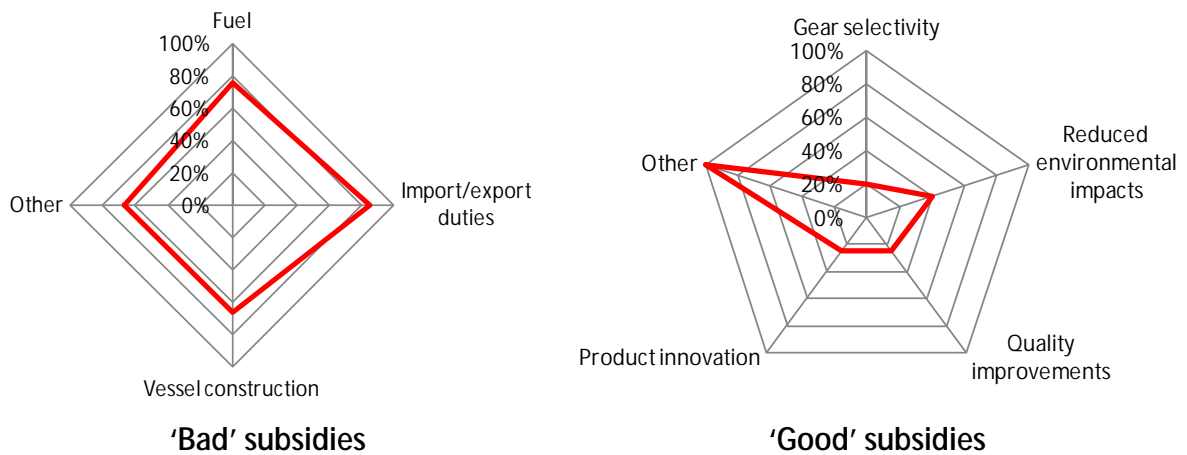 Fuel
100%
80%
60%
40%
20%
0%
Other
Import/export
duties
Vessel construction
'Bad' subsidies
Gear selectivity
100%
80%
60%
40%
20%
0%
Other
Reduced
environmental
impacts
Product innovation
Quality
improvements
'Good' subsidies